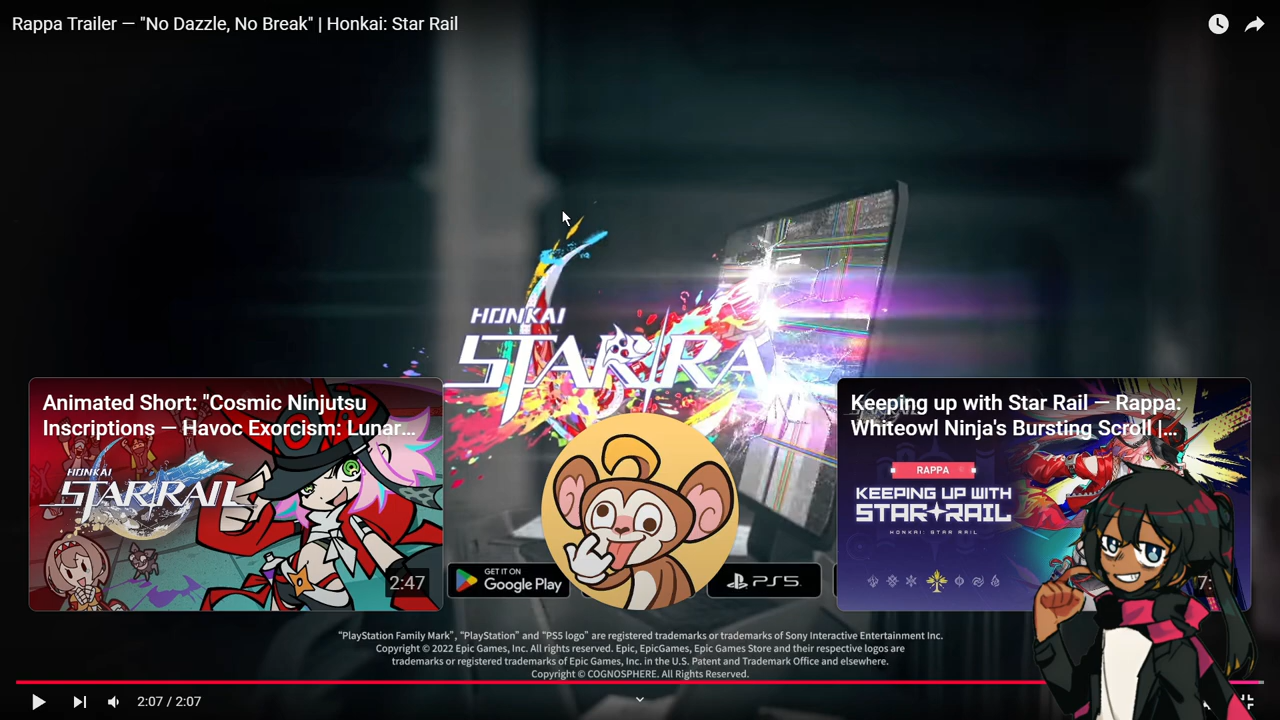 Rappa Trailer — "No Dazzle, No Break" | Honkai: Star Rail
HONKAI
STAR RA
Animated Short: "Cosmic Ninjutsu
Inscriptions — Havoc Exorcism: Lunar...
HONKAI
STAR RAIL
2:47
Keeping up with Star Rail — Rappa:
Whiteowl Ninja's Bursting Scroll |...
RAPPA
KEEPING UP WITH
STAR RAIL
HONKAI: STAR RAIL
7:
GET IT ON
Google Play
PS5
"PlayStation Family Mark", "PlayStation" and "PS5 logo" are registered trademarks or trademarks of Sony Interactive Entertainment Inc.
Copyright © 2022 Epic Games, Inc. All rights reserved. Epic, EpicGames, Epic Games Store and their respective logos are
trademarks or registered trademarks of Epic Games, Inc. in the U.S. Patent and Trademark Office and elsewhere.
Copyright © COGNOSPHERE. All Rights Reserved.
2:07 / 2:07